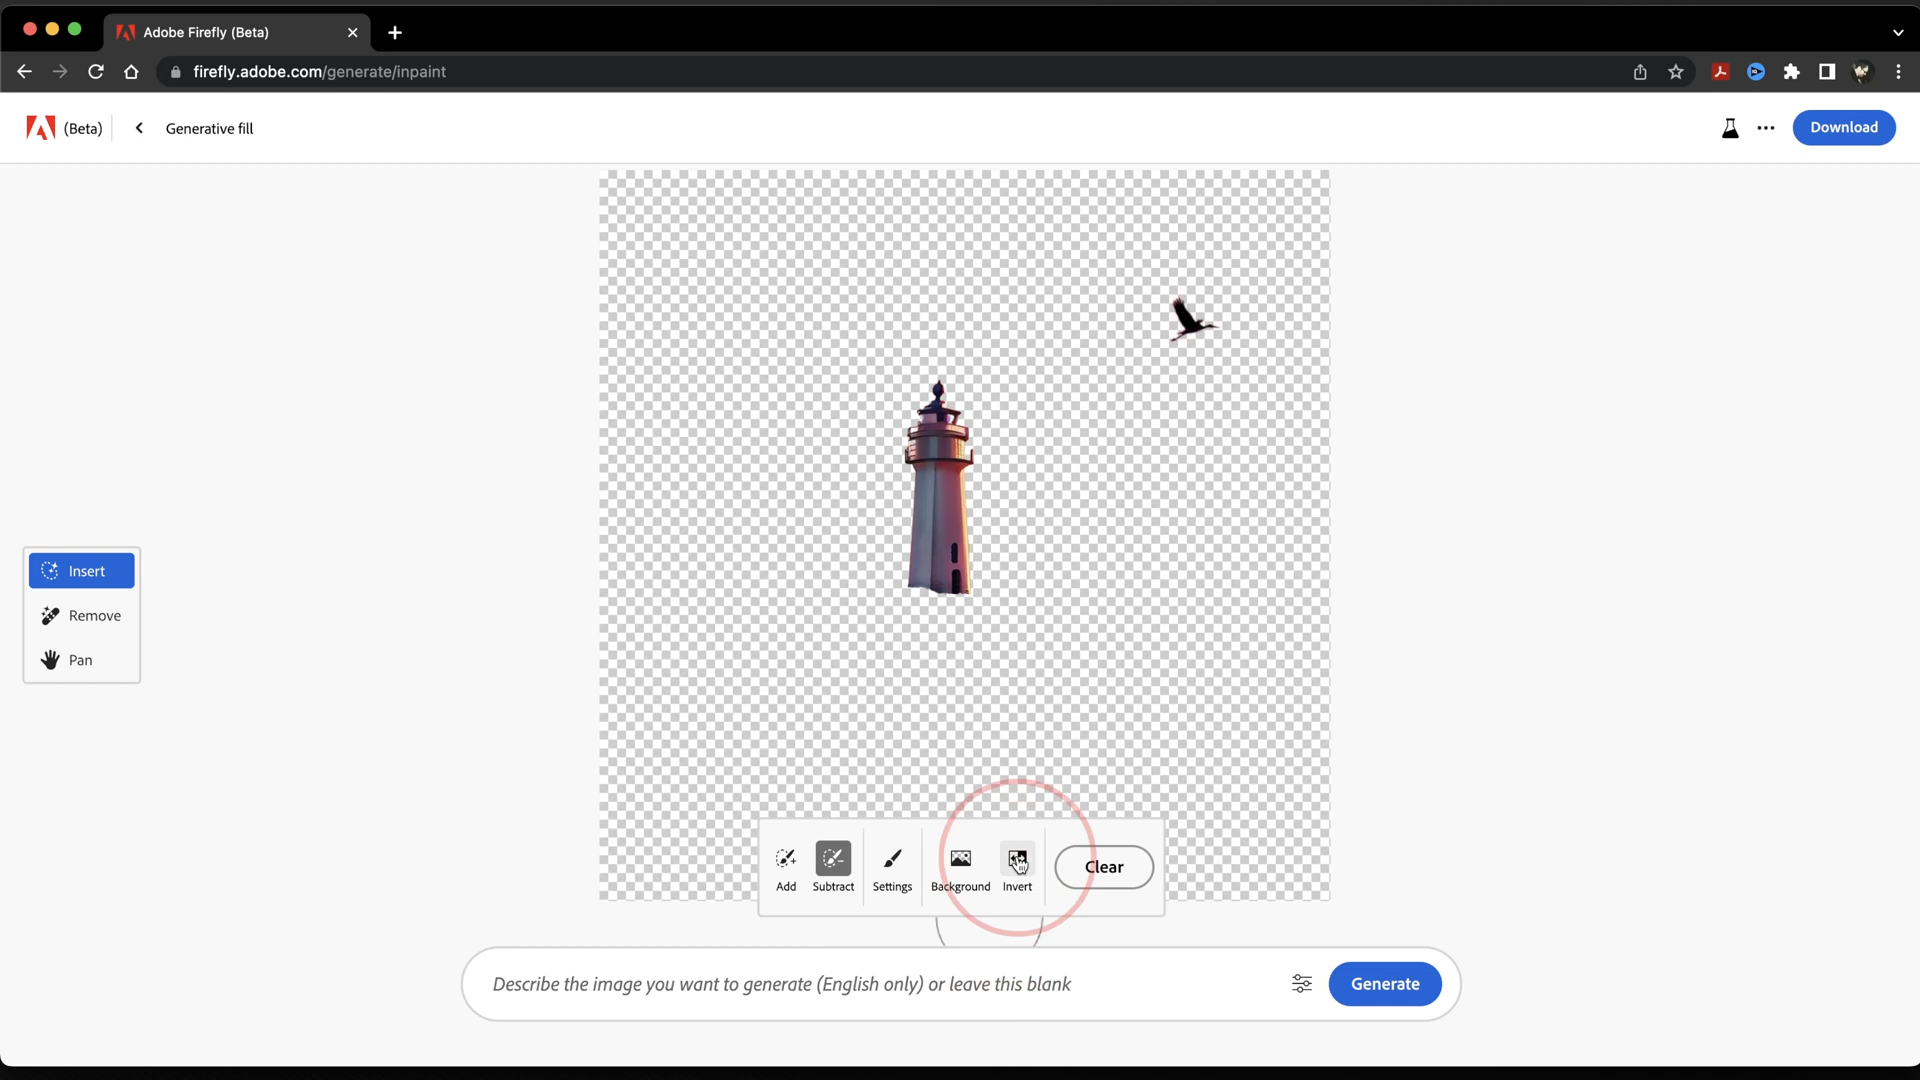 Adobe Firefly (Beta)
firefly.adobe.com/generate/inpaint
(Beta)
Generative fill
Download
Insert
Remove
Pan
Add
Subtract
Settings
Background
Invert
Clear
Describe the image you want to generate (English only) or leave this blank
Generate